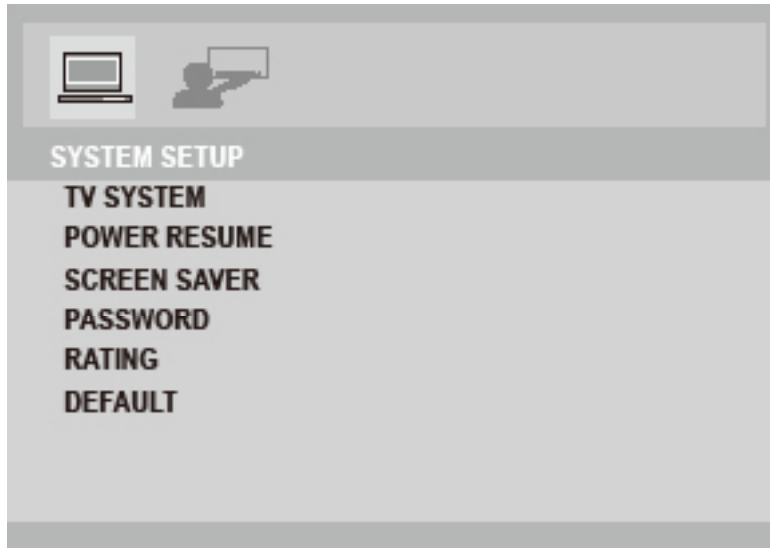 SYSTEM SETUP
TV SYSTEM
POWER RESUME
SCREEN SAVER
PASSWORD
RATING
DEFAULT